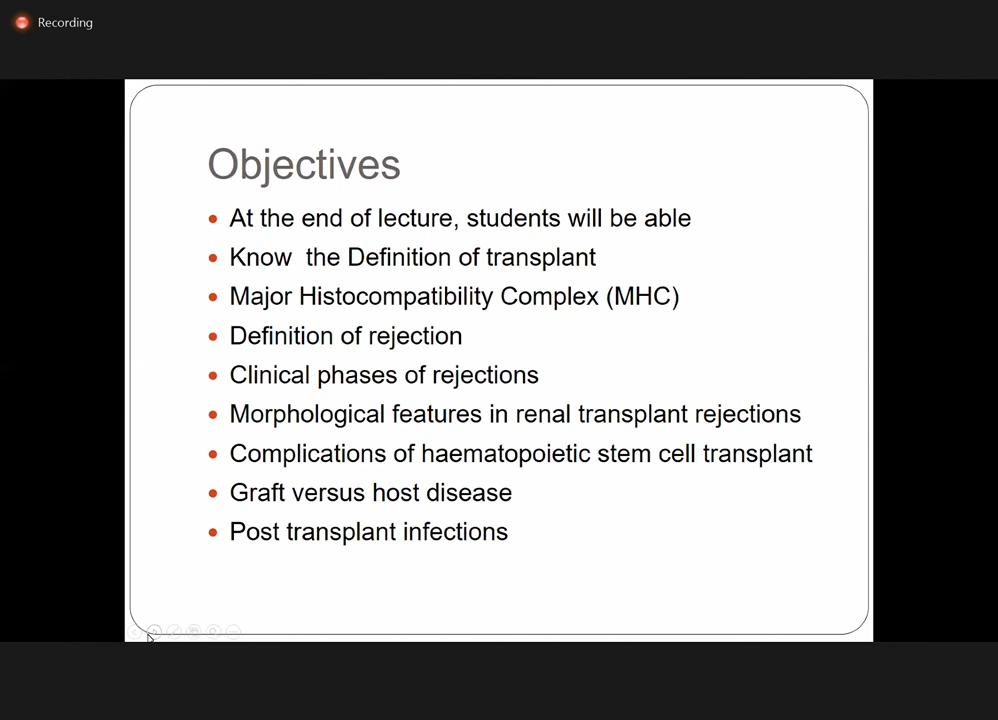 Recording
Objectives
At the end of lecture, students will be able
Know the Definition of transplant
Major Histocompatibility Complex (MHC)
Definition of rejection
Clinical phases of rejections
Morphological features in renal transplant rejections
Complications of haematopoietic stem cell transplant
Graft versus host disease
Post transplant infections